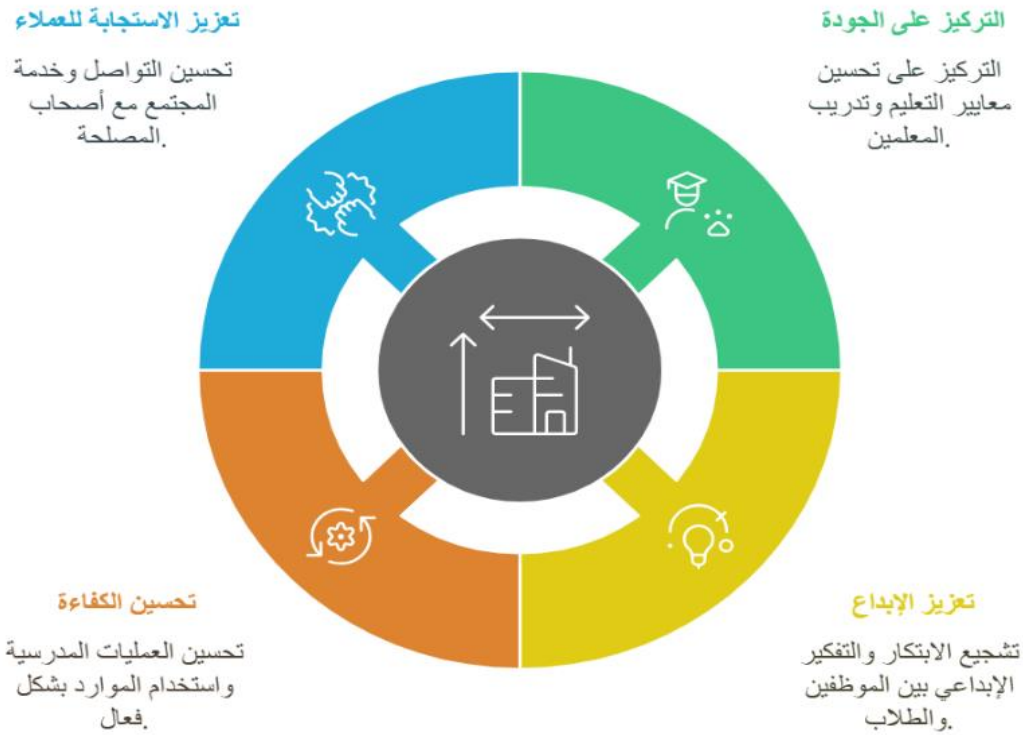 التركيز على الجودة
التركيز على تحسين
معايير التعليم وتدريب
المعلمين.
تعزيز الاستجابة للعملاء
تحسين التواصل وخدمة
المجتمع مع أصحاب
المصلحة.
تعزيز الإبداع
تشجيع الابتكار والتفكير
الإبداعي بين الموظفين
والطلاب.
تحسين الكفاءة
تحسين العمليات المدرسية
واستخدام الموارد بشكل
فعال.